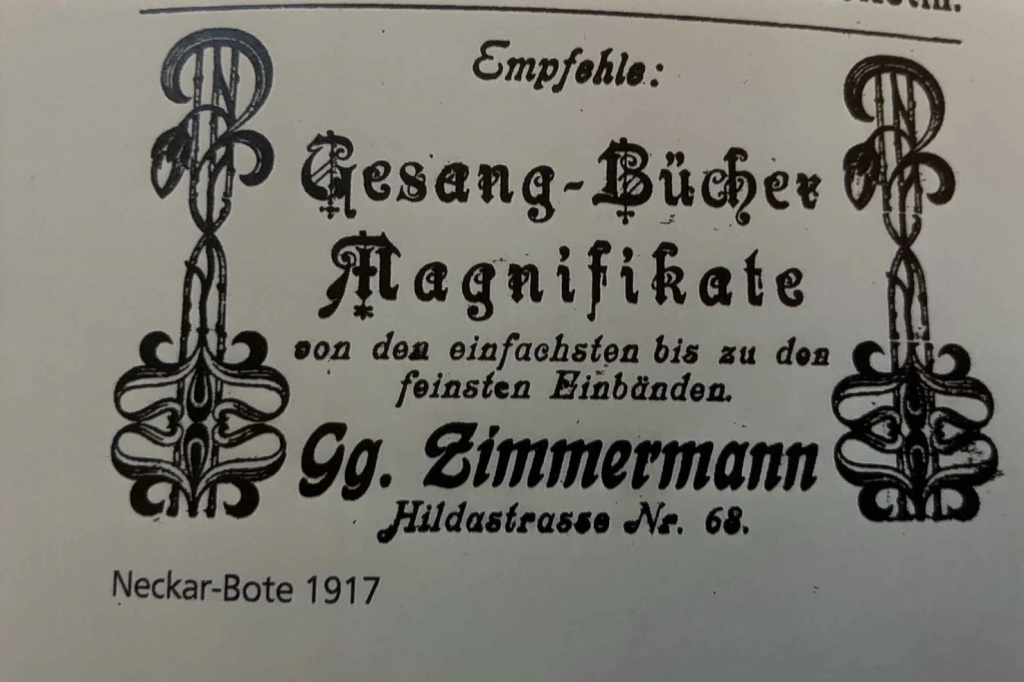 Empfehle:
Gesang-Bücher
Magnifikate
von den einfachsten bis zu den
feinsten Einbänden.
Gg. Zimmermann
Hildastrasse Nr. 68.
Neckar-Bote 1917